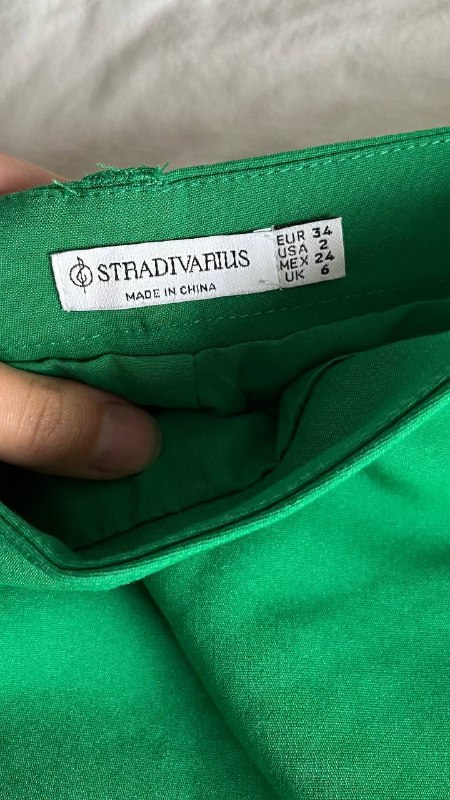 STRADIVARIUS
MADE IN CHINA
EUR 34
USA 2
MEX 24
UK 6